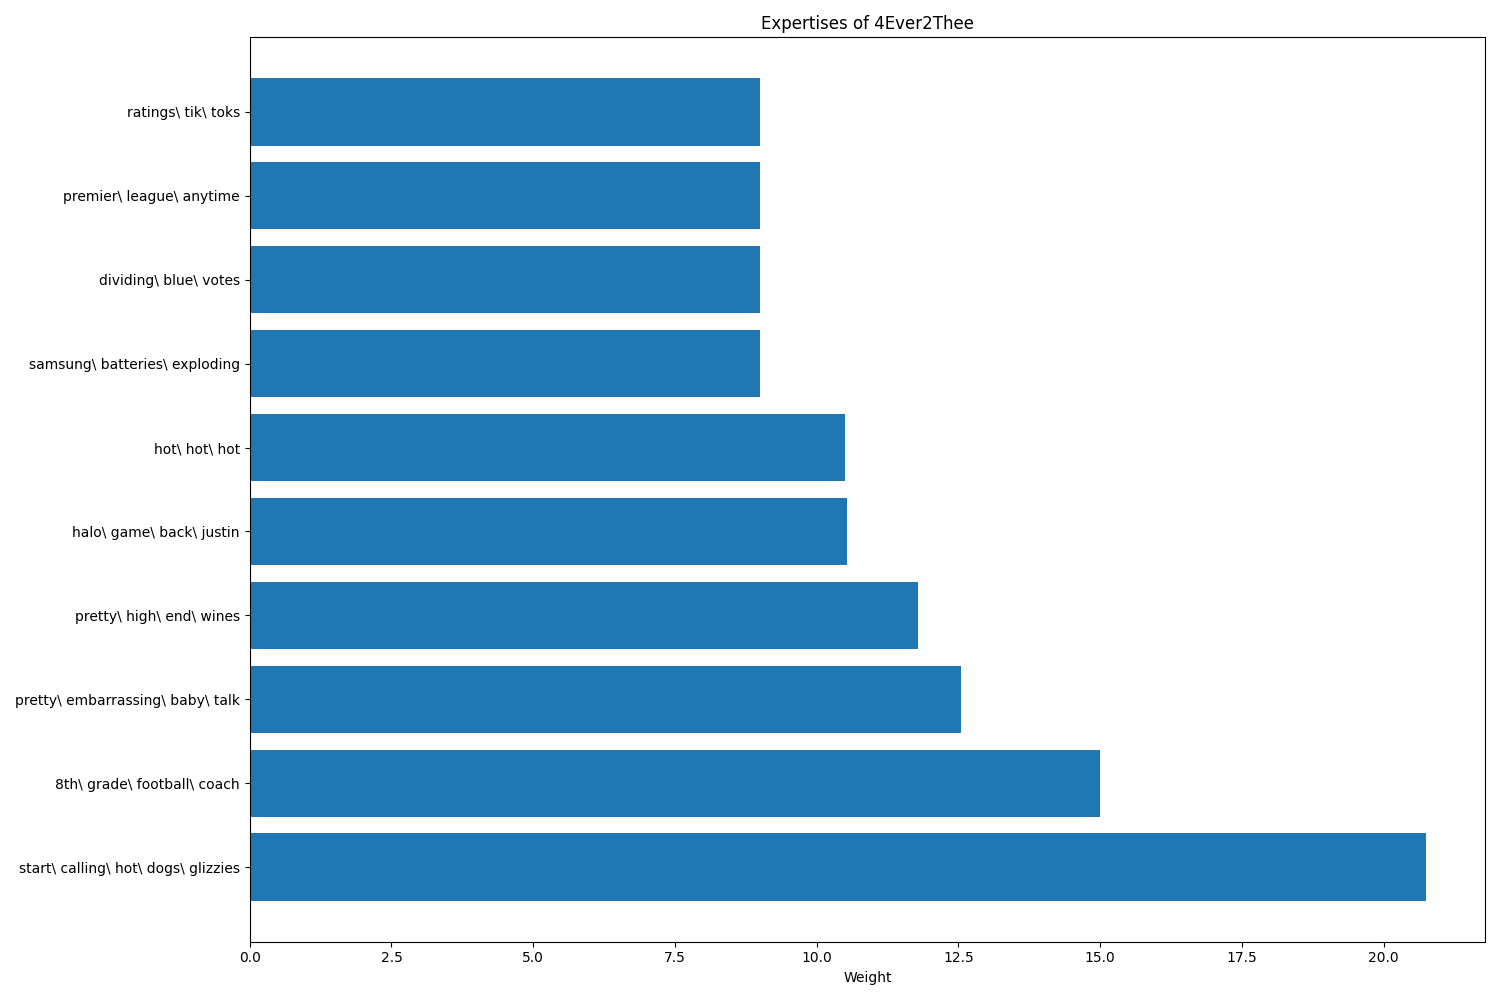 Expertises of 4Ever2Thee
ratings\ tik\ toks
premier\ league\ anytime
dividing\ blue\ votes
samsung\ batteries\ exploding
hot\ hot\ hot
halo\ game\ back\ justin
pretty\ high\ end\ wines
pretty\ embarrassing\ baby\ talk
8th\ grade\ football\ coach
start\ calling\ hot\ dogs\ glizzies
0.0 2.5 5.0 7.5 10.0 12.5 15.0 17.5 20.0
Weight